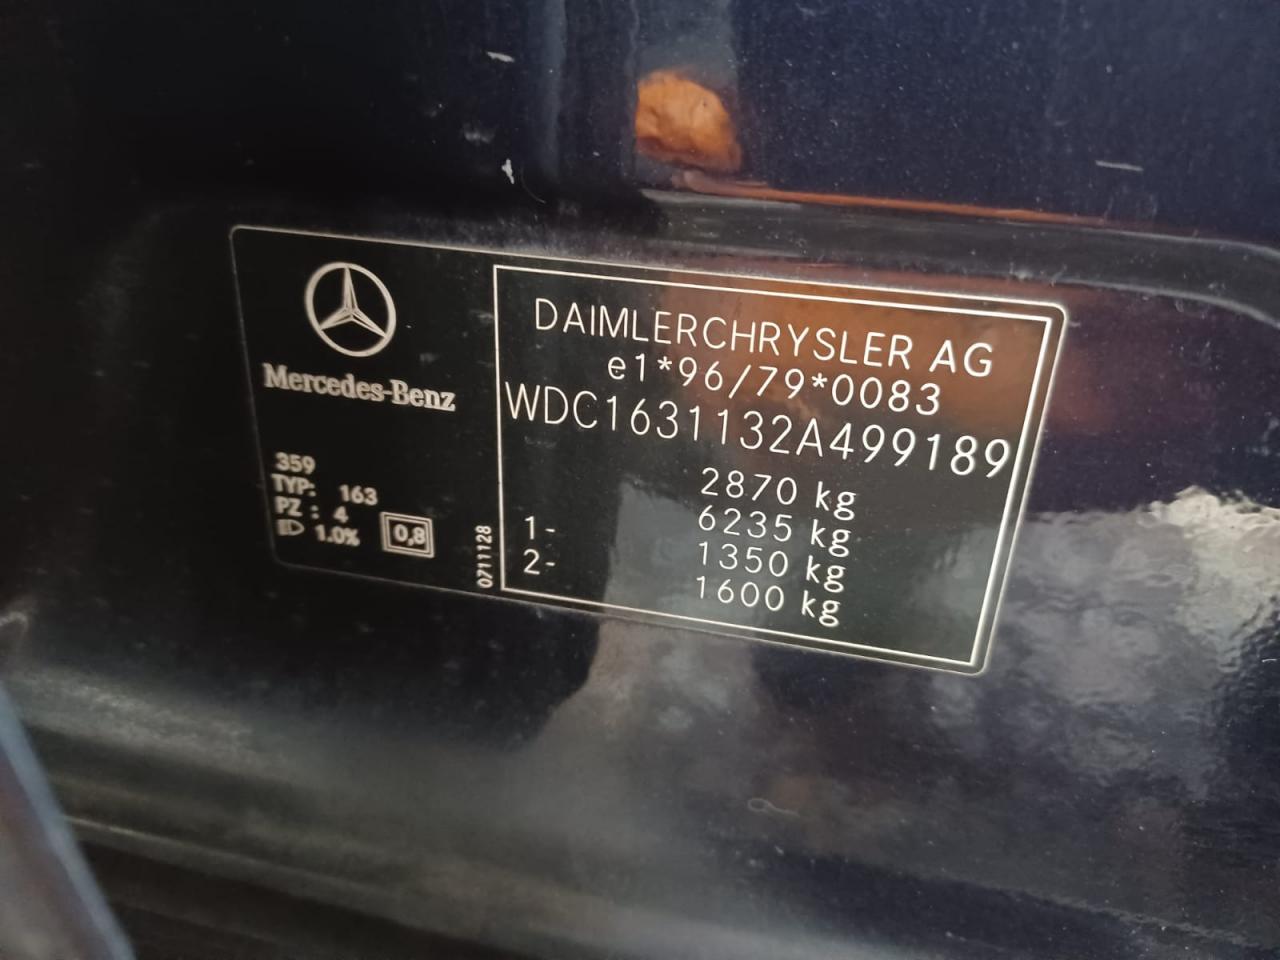 Mercedes-Benz
359
TYP: 163
PZ : 4
1.0% 0,8
0711128
DAIMLERCHRYSLER AG
e1*96/79*0083
WDC1631132A499189
2870 kg
6235 kg
1- 1350 kg
2- 1600 kg